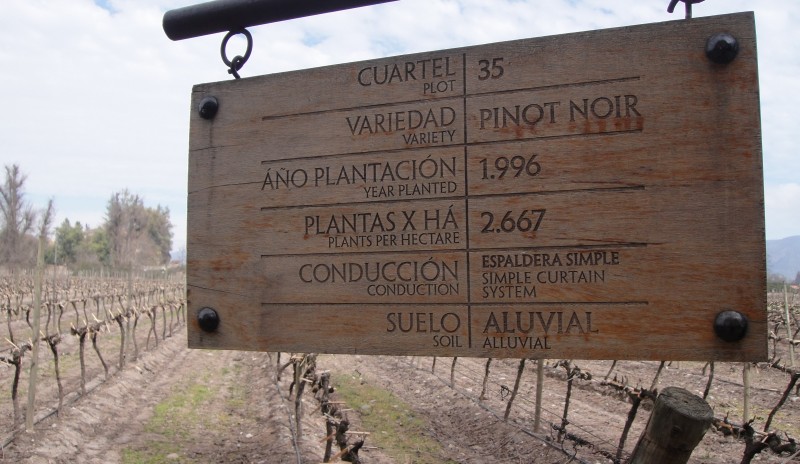 CUARTEL 35
PLOT
VARIEDAD PINOT NOIR
VARIETY
ÁNO PLANTACIÓN 1.996
YEAR PLANTED
PLANTAS X HÁ 2.667
PLANTS PER HECTARE
CONDUCCIÓN ESPALDERA SIMPLE
CONDUCTION SIMPLE CURTAIN
SYSTEM
SUELO ALUVIAL
SOIL ALLUVIAL